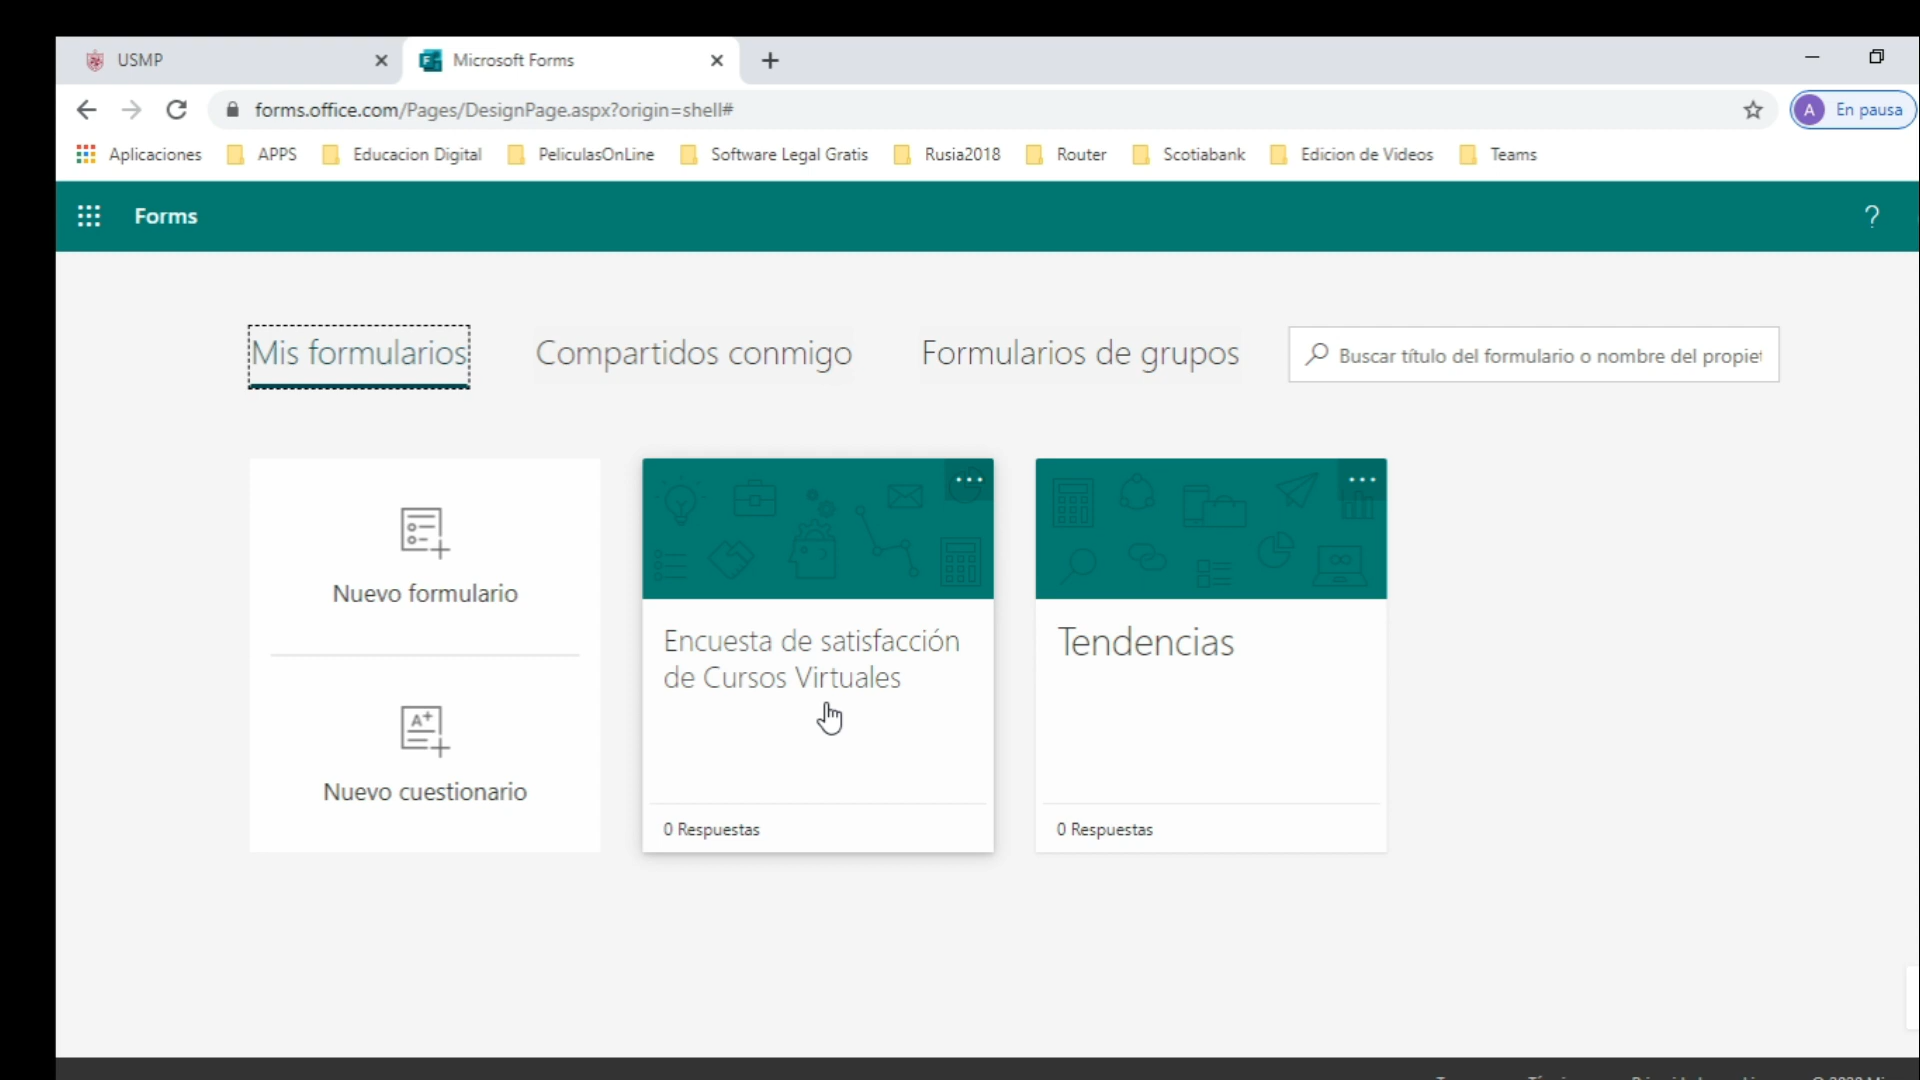 USMP
Microsoft Forms
forms.office.com/Pages/DesignPage.aspx?origin=shell#
A En pausa
Aplicaciones APPS Educacion Digital PeliculasOnLine Software Legal Gratis Rusia2018 Router Scotiabank Edicion de Videos Teams
Forms ?
Mis formularios Compartidos conmigo Formularios de grupos Buscar título del formulario o nombre del propiet
Nuevo formulario
A+
Nuevo cuestionario
Encuesta de satisfacción
de Cursos Virtuales
0 Respuestas
Tendencias
0 Respuestas